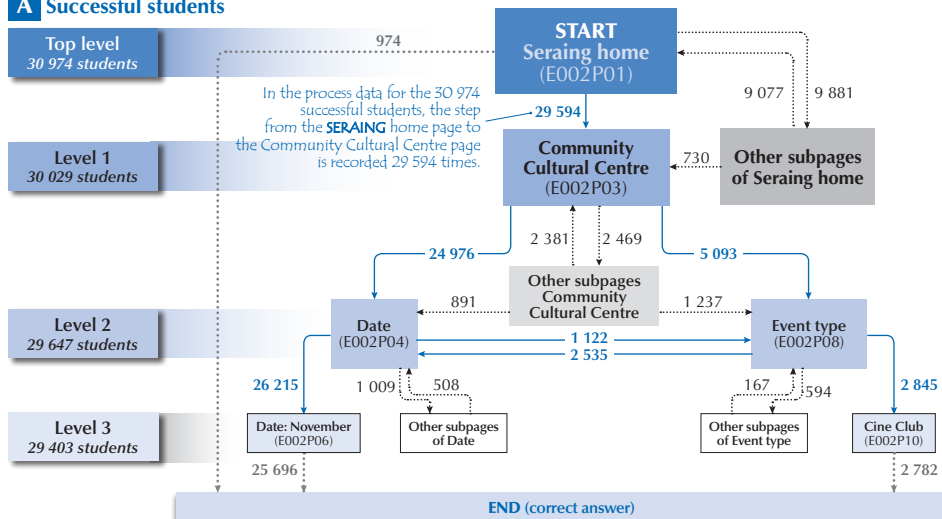 A Successful students
Top level
30 974 students
974
START
Seraing home
(E002P01)
In the process data for the 30 974
successful students, the step
from the SERAING home page to
the Community Cultural Centre page
is recorded 29 594 times.
29 594
9 077
9 881
Level 1
30 029 students
Community
Cultural Centre
(E002P03)
730
Other subpages
of Seraing home
24 976
2 381
2 469
5 093
Other subpages
Community
Cultural Centre
891
1 237
Level 2
29 647 students
Date
(E002P04)
1 122
2 535
Event type
(E002P08)
26 215
1 009
508
167
594
2 845
Level 3
29 403 students
Date: November
(E002P06)
Other subpages
of Date
Other subpages
of Event type
Cine Club
(E002P10)
25 696
2 782
END (correct answer)